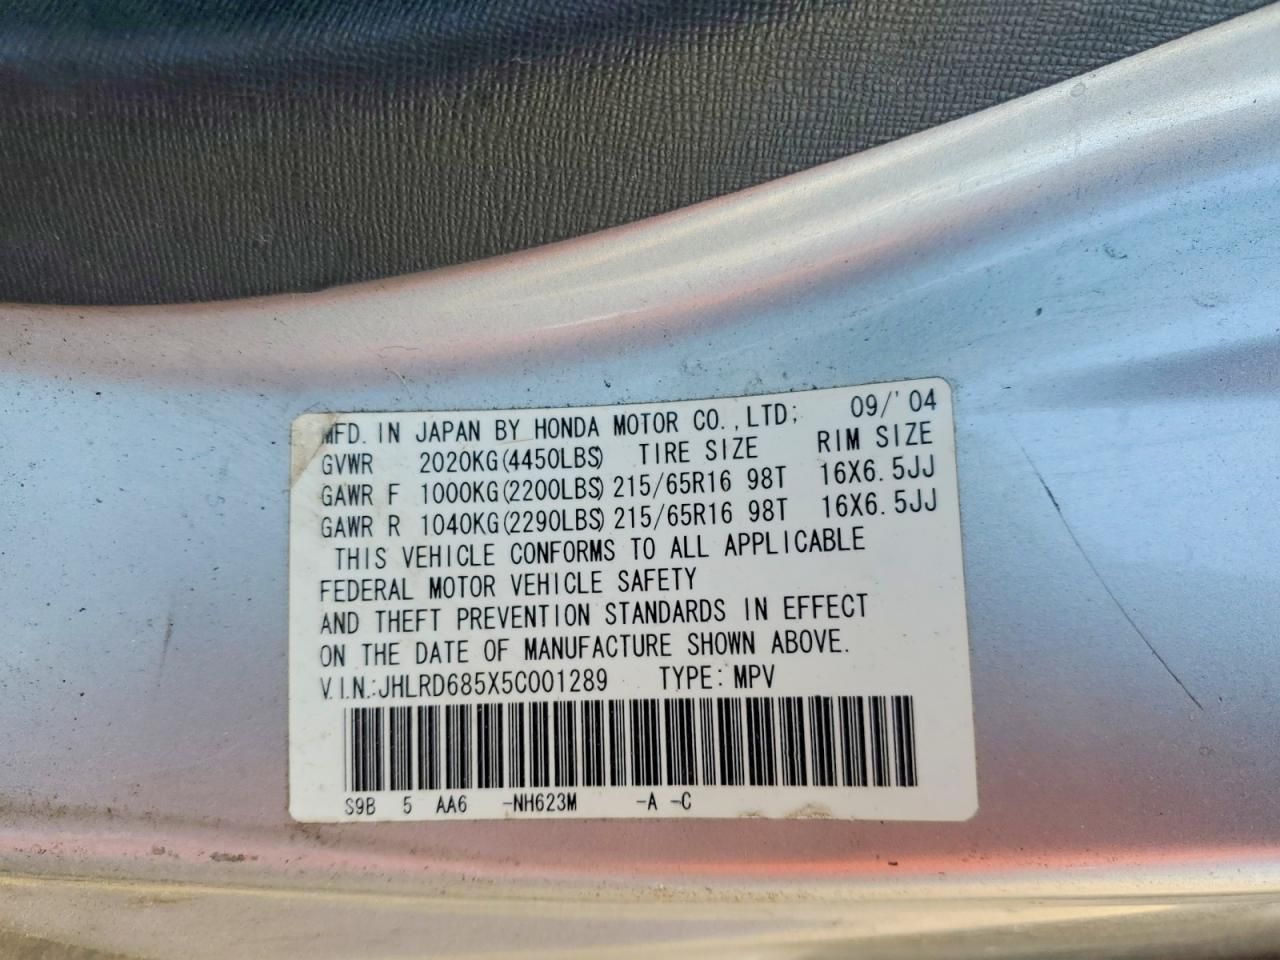 MFD. IN JAPAN BY HONDA MOTOR CO.,LTD; 09/'04
GVWR 2020KG(4450LBS) TIRE SIZE RIM SIZE
GAWR F 1000KG(2200LBS) 215/65R16 98T 16X6.5JJ
GAWR R 1040KG(2290LBS) 215/65R16 98T 16X6.5JJ
THIS VEHICLE CONFORMS TO ALL APPLICABLE
FEDERAL MOTOR VEHICLE SAFETY
AND THEFT PREVENTION STANDARDS IN EFFECT
ON THE DATE OF MANUFACTURE SHOWN ABOVE.
V.I.N.:JHLRD685X5C001289 TYPE:MPV
S9B 5 AA6 -NH623M -A -C